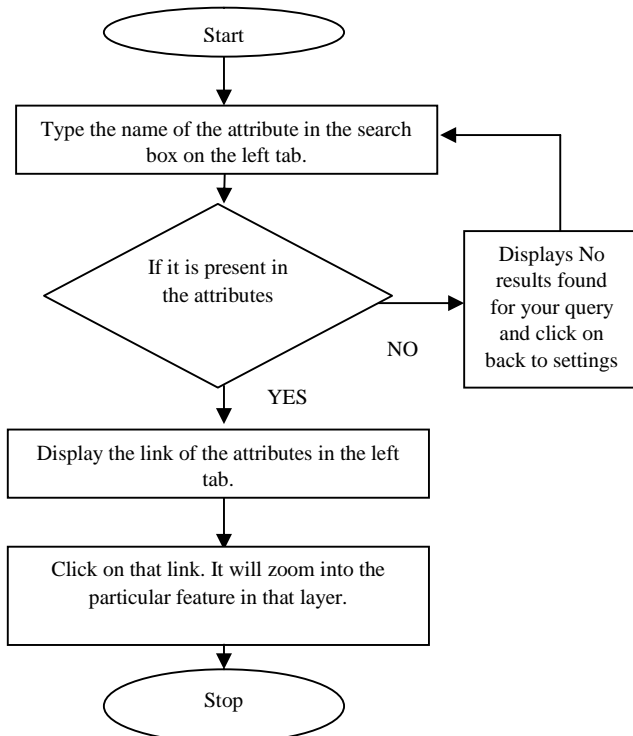 Start
Type the name of the attribute in the search
box on the left tab.
If it is present in
the attributes
NO
Displays No
results found
for your query
and click on
back to settings
YES
Display the link of the attributes in the left
tab.
Click on that link. It will zoom into the
particular feature in that layer.
Stop